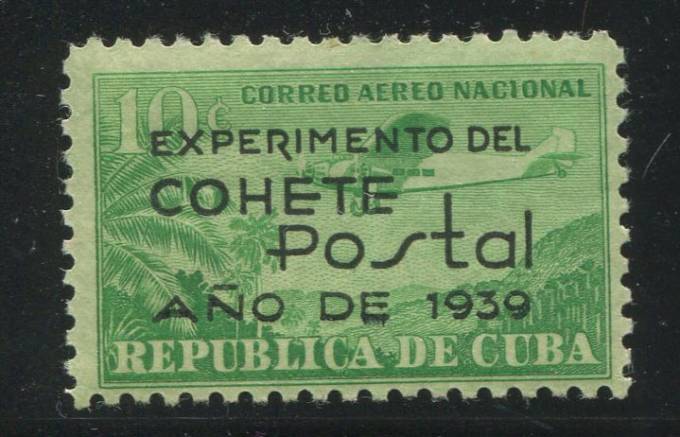 10¢ CORREO AEREO NACIONAL
EXPERIMENTO DEL
COHETE
Postal
AÑO DE 1939
REPUBLICA DE CUBA